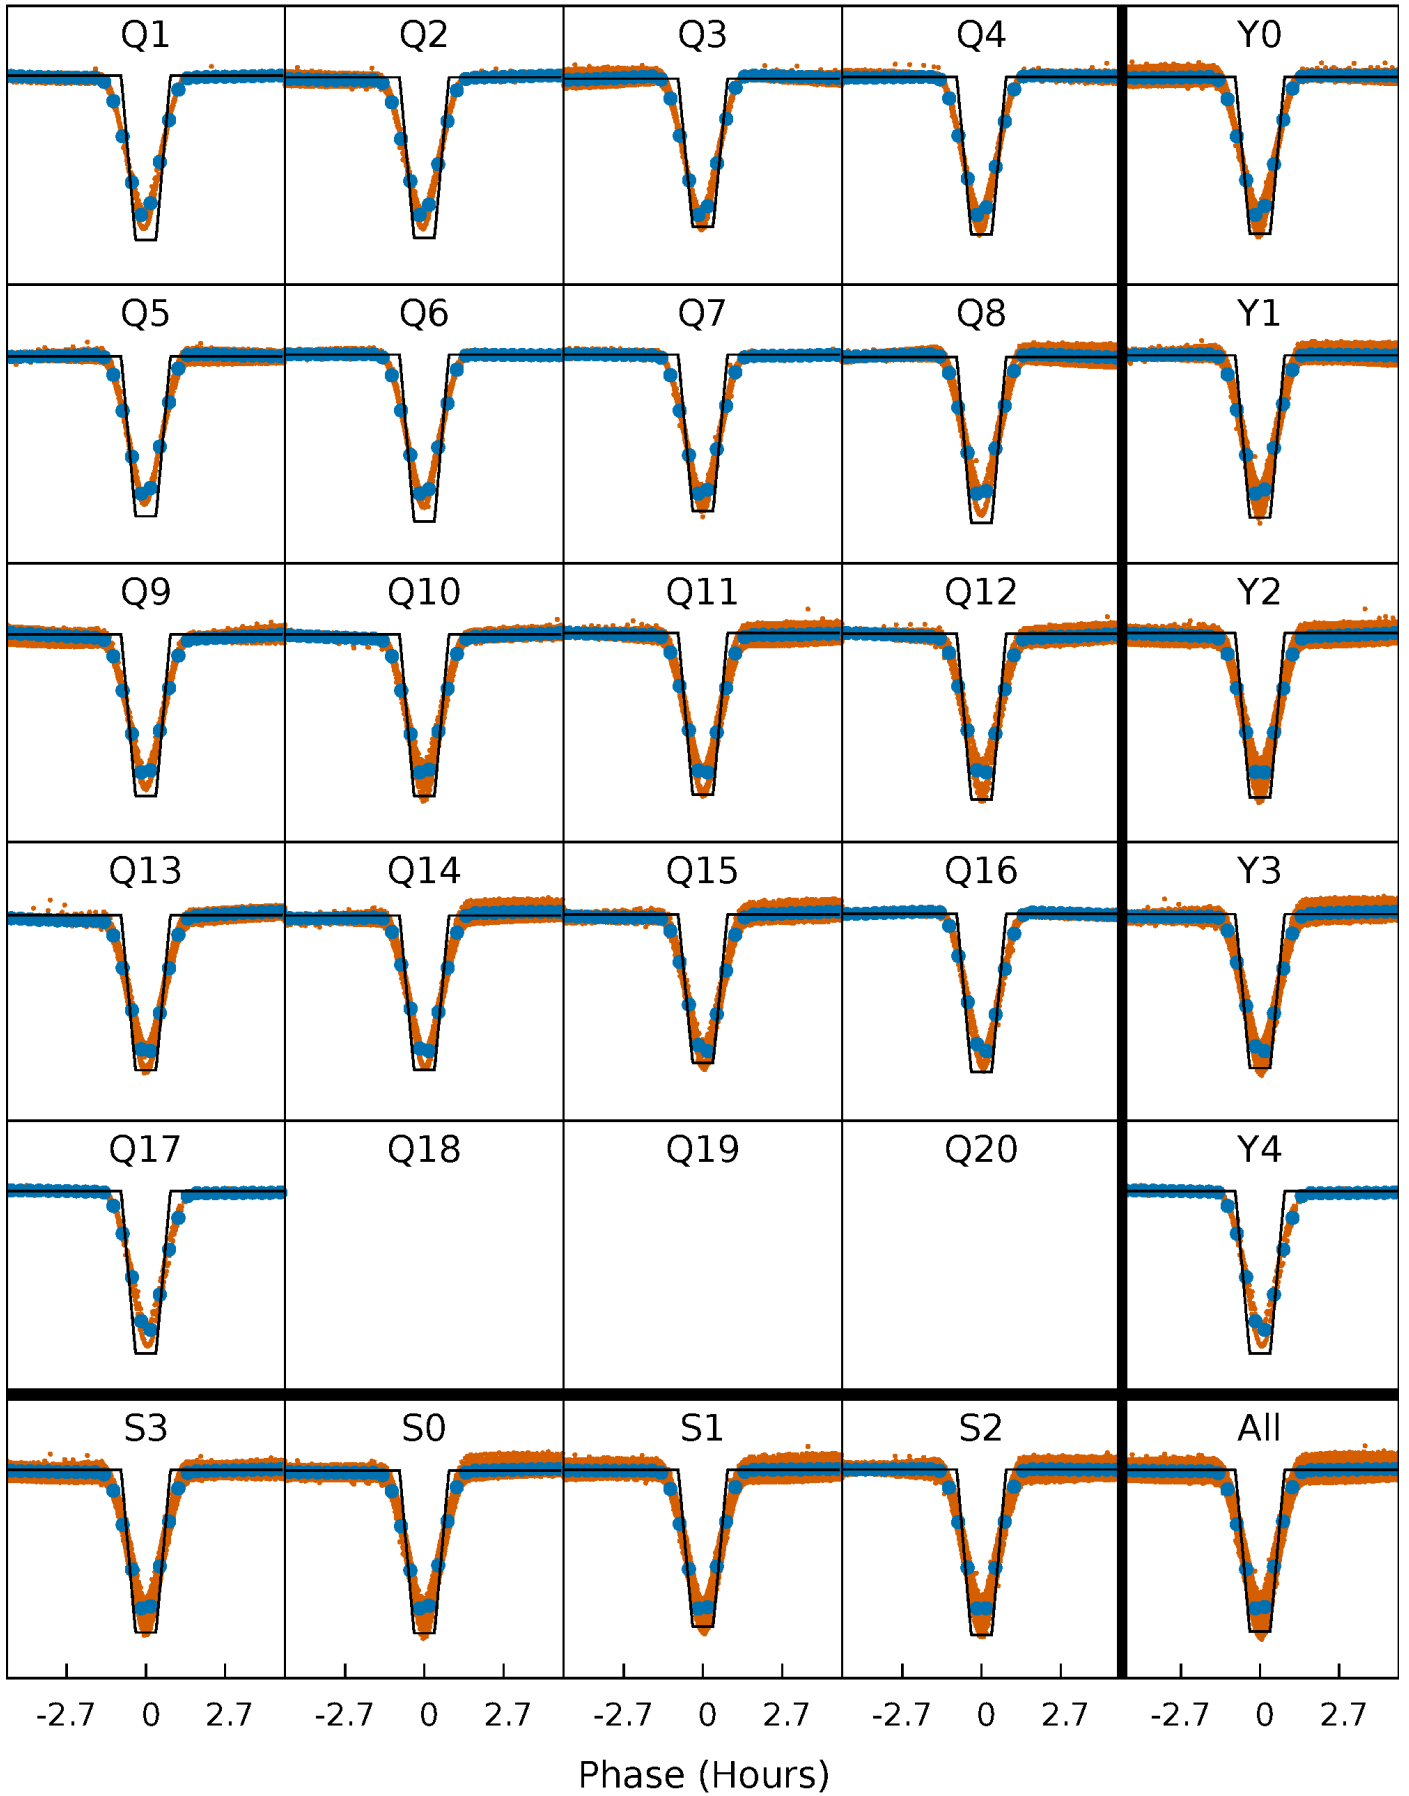 Q1 Q2 Q3 Q4 Y0
Q5 Q6 Q7 Q8 Y1
Q9 Q10 Q11 Q12 Y2
Q13 Q14 Q15 Q16 Y3
Q17 Q18 Q19 Q20 Y4
S3 S0 S1 S2 All
-2.7 0 2.7 -2.7 0 2.7 -2.7 0 2.7 -2.7 0 2.7 -2.7 0 2.7
Phase (Hours)